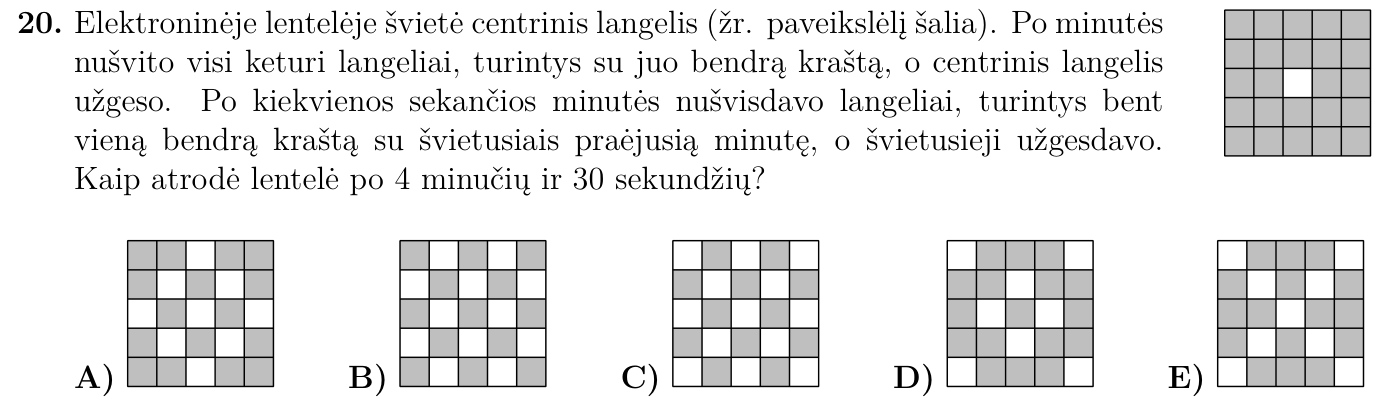 20. Elektroninėje lentelėje švietė centrinis langelis (žr. paveikslėlį šalia). Po minutės
nušvito visi keturi langeliai, turintys su juo bendrą kraštą, o centrinis langelis
užgeso. Po kiekvienos sekančios minutės nušvisdavo langeliai, turintys bent
vieną bendrą kraštą su švietusiais praėjusią minutę, o švietusieji užgesdavo.
Kaip atrodė lentelė po 4 minučių ir 30 sekundžių?
A) B) C) D) E)